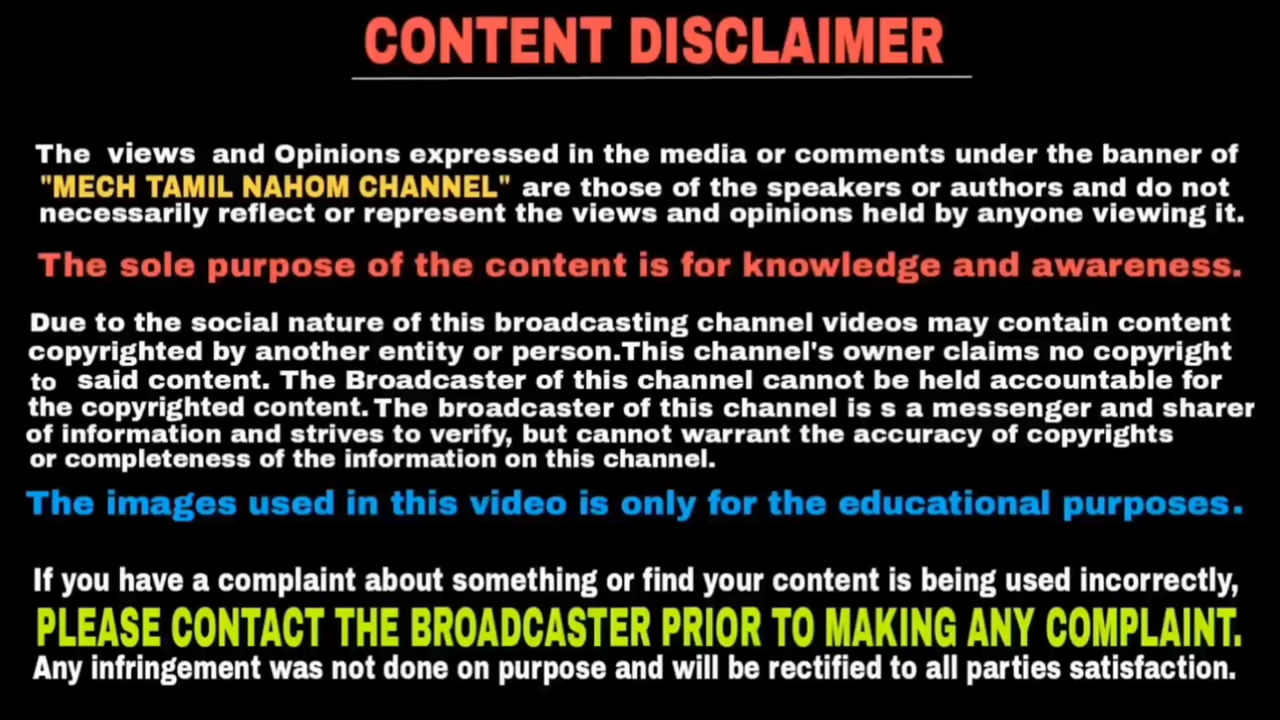 CONTENT DISCLAIMER
The views and Opinions expressed in the media or comments under the banner of
"MECH TAMIL NAHOM CHANNEL" are those of the speakers or authors and do not
necessarily reflect or represent the views and opinions held by anyone viewing it.
The sole purpose of the content is for knowledge and awareness.
Due to the social nature of this broadcasting channel videos may contain content
copyrighted by another entity or person.This channel's owner claims no copyright
to said content. The Broadcaster of this channel cannot be held accountable for
the copyrighted content. The broadcaster of this channel is s a messenger and sharer
of information and strives to verify, but cannot warrant the accuracy of copyrights
or completeness of the information on this channel.
The images used in this video is only for the educational purposes.
If you have a complaint about something or find your content is being used incorrectly,
PLEASE CONTACT THE BROADCASTER PRIOR TO MAKING ANY COMPLAINT.
Any infringement was not done on purpose and will be rectified to all parties satisfaction.